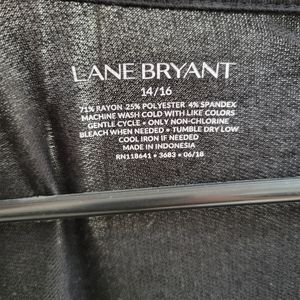 LANE BRYANT
14/16
71% RAYON 25% POLYESTER 4% SPANDEX
MACHINE WASH COLD WITH LIKE COLORS
GENTLE CYCLE • ONLY NON-CHLORINE
BLEACH WHEN NEEDED • TUMBLE DRY LOW
COOL IRON IF NEEDED
MADE IN INDONESIA
RN118641 • 3683 • 06/18